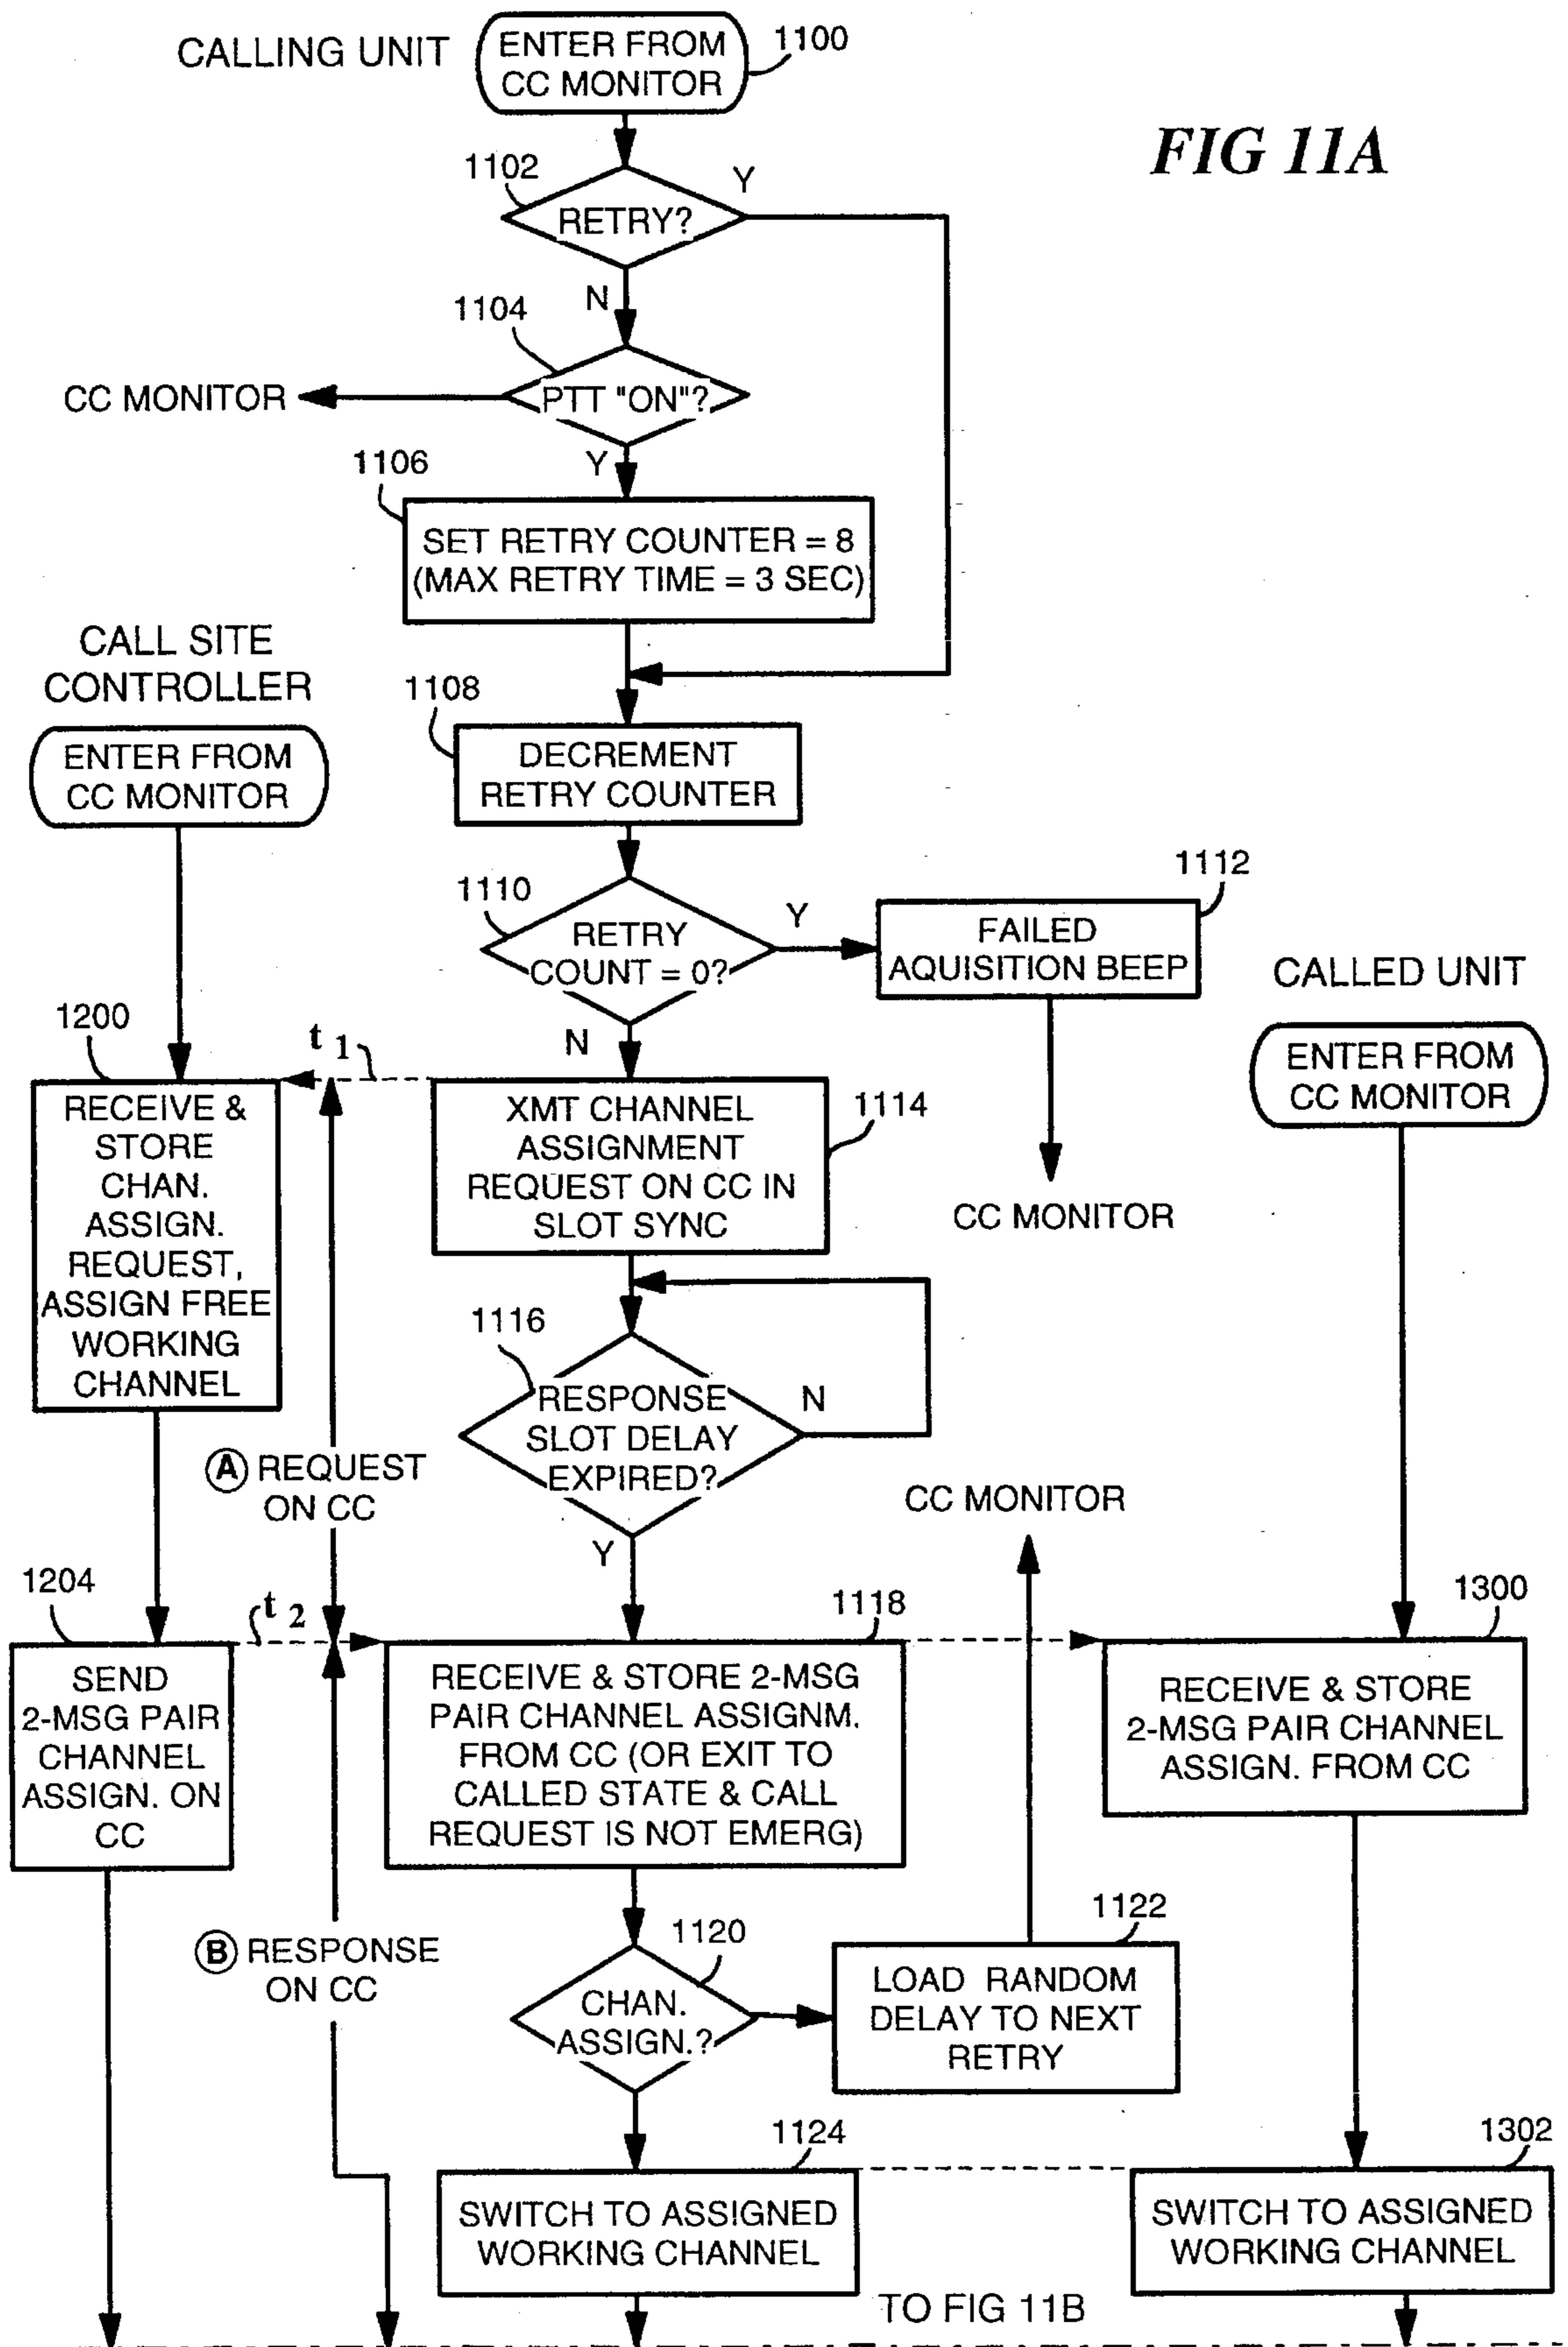 CALLING UNIT
ENTER FROM
CC MONITOR
1100
FIG 11A
1102
RETRY?
Y
N
1104
PTT "ON"?
CC MONITOR
Y
1106
SET RETRY COUNTER = 8
(MAX RETRY TIME = 3 SEC)
CALL SITE
CONTROLLER
ENTER FROM
CC MONITOR
1108
DECREMENT
RETRY COUNTER
1110
RETRY
COUNT = 0?
Y
N
1112
FAILED
AQUISITION BEEP
CC MONITOR
CALLED UNIT
ENTER FROM
CC MONITOR
1200
RECEIVE &
STORE
CHAN.
ASSIGN.
REQUEST,
ASSIGN FREE
WORKING
CHANNEL
t 1
1114
XMT CHANNEL
ASSIGNMENT
REQUEST ON CC IN
SLOT SYNC
1116
RESPONSE
SLOT DELAY
EXPIRED?
N
Y
A REQUEST
ON CC
CC MONITOR
1204
SEND
2-MSG PAIR
CHANNEL
ASSIGN. ON
CC
t 2
1118
RECEIVE & STORE 2-MSG
PAIR CHANNEL ASSIGNM.
FROM CC (OR EXIT TO
CALLED STATE & CALL
REQUEST IS NOT EMERG)
1300
RECEIVE & STORE
2-MSG PAIR CHANNEL
ASSIGN. FROM CC
B RESPONSE
ON CC
1120
CHAN.
ASSIGN.?
1122
LOAD RANDOM
DELAY TO NEXT
RETRY
1124
SWITCH TO ASSIGNED
WORKING CHANNEL
1302
SWITCH TO ASSIGNED
WORKING CHANNEL
TO FIG 11B